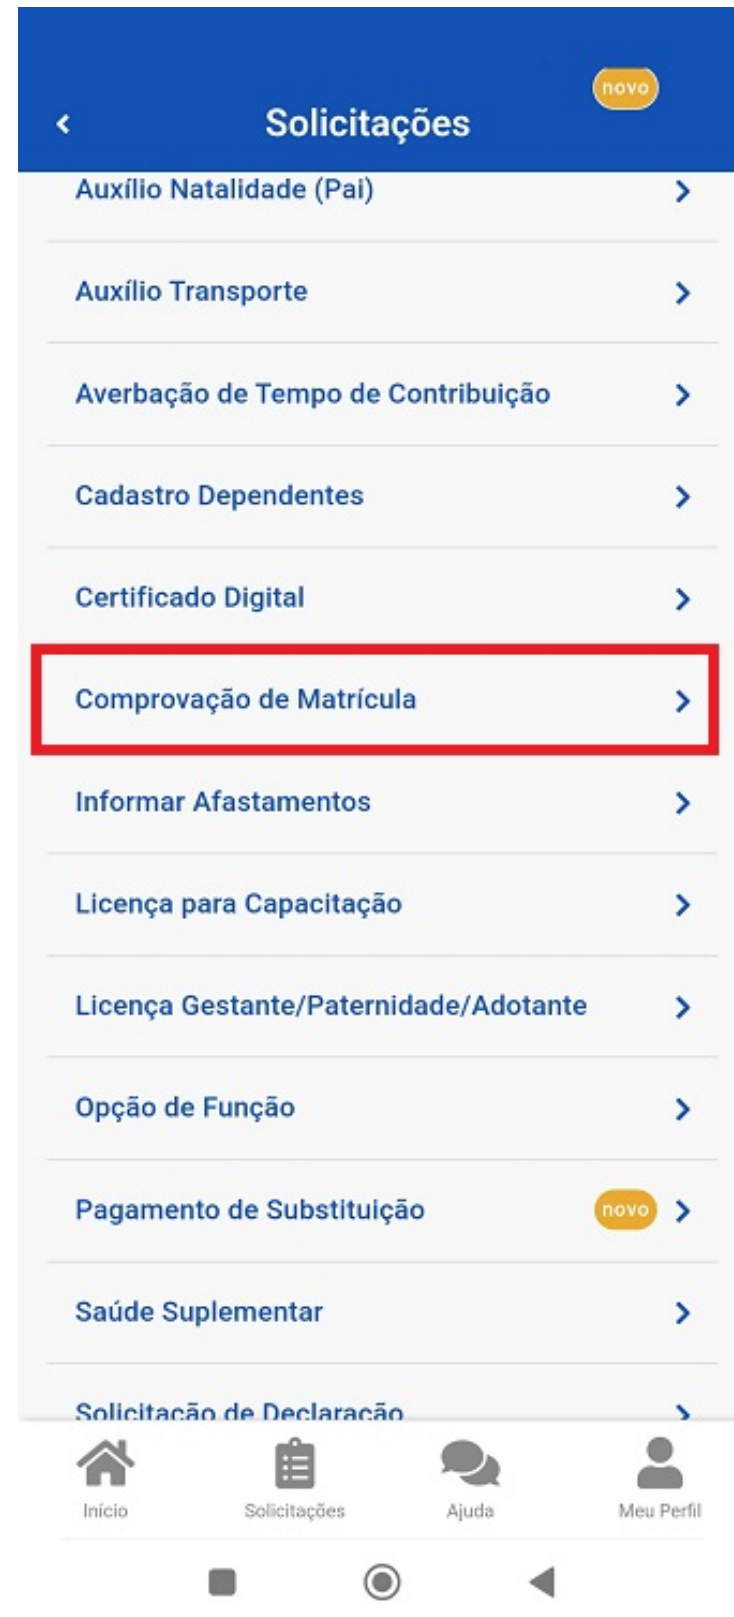 novo
Solicitações
Auxílio Natalidade (Pai)
Auxílio Transporte
Averbação de Tempo de Contribuição
Cadastro Dependentes
Certificado Digital
Comprovação de Matrícula
Informar Afastamentos
Licença para Capacitação
Licença Gestante/Paternidade/Adotante
Opção de Função
Pagamento de Substituição novo
Saúde Suplementar
Solicitação de Declaração
Início Solicitações Ajuda Meu Perfil